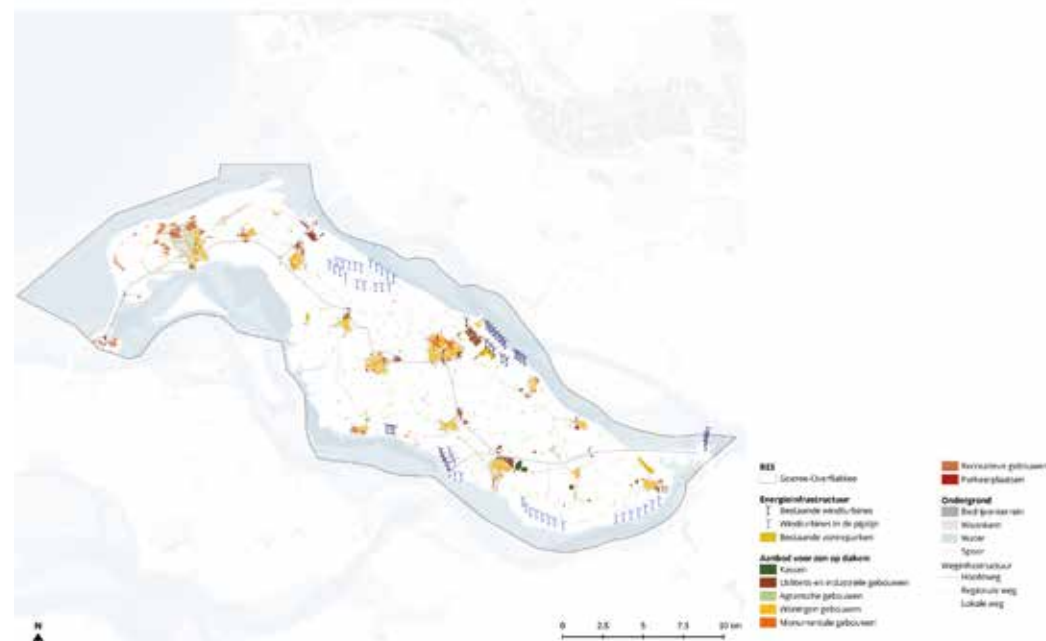 RES
Goeree-Overflakkee
Energieinfrastructuur
Bestaande windturbines
Windturbines in de pijplijn
Bestaande zonneparken
Aanbod voor zon op daken
Kassen
Utiliteits- en industriele gebouwen
Agrarische gebouwen
Woningen gebouwen
Monumentale gebouwen
Recreatieve gebouwen
Parkeerplaatsen
Ondergrond
Bedrijventerrein
Woonkern
Water
Spoor
Weginfrastructuur
Hoofdweg
Regionale weg
Lokale weg
N
0 2.5 5 7.5 10 km